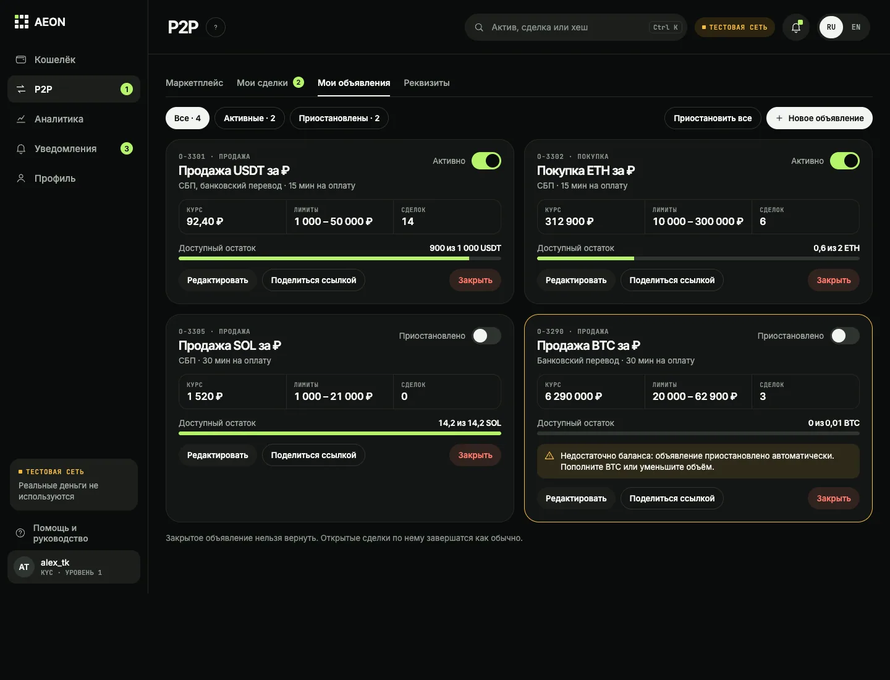 AEON
Кошелёк
P2P 1
Аналитика
Уведомления 3
Профиль
ТЕСТОВАЯ СЕТЬ
Реальные деньги не
используются
Помощь и
руководство
AT
alex_tk
КУС · УРОВЕНЬ 1
P2P ?
Актив, сделка или хеш Ctrl K
ТЕСТОВАЯ СЕТЬ
RU EN
Маркетплейс Мои сделки 2 Мои объявления Реквизиты
Все · 4 Активные · 2 Приостановлены · 2 Приостановить все + Новое объявление
O-3301 · ПРОДАЖА
Продажа USDT за ₽
Активно
СБП, банковский перевод · 15 мин на оплату
КУРС ЛИМИТЫ СДЕЛОК
92,40 ₽ 1 000 – 50 000 ₽ 14
Доступный остаток 900 из 1 000 USDT
Редактировать Поделиться ссылкой Закрыть
O-3302 · ПОКУПКА
Покупка ETH за ₽
Активно
СБП · 15 мин на оплату
КУРС ЛИМИТЫ СДЕЛОК
312 900 ₽ 10 000 – 300 000 ₽ 6
Доступный остаток 0,6 из 2 ETH
Редактировать Поделиться ссылкой Закрыть
O-3305 · ПРОДАЖА
Продажа SOL за ₽
Приостановлено
СБП · 30 мин на оплату
КУРС ЛИМИТЫ СДЕЛОК
1 520 ₽ 1 000 – 21 000 ₽ 0
Доступный остаток 14,2 из 14,2 SOL
Редактировать Поделиться ссылкой Закрыть
O-3290 · ПРОДАЖА
Продажа BTC за ₽
Приостановлено
Банковский перевод · 30 мин на оплату
КУРС ЛИМИТЫ СДЕЛОК
6 290 000 ₽ 20 000 – 62 900 ₽ 3
Доступный остаток 0 из 0,01 BTC
Недостаточно баланса: объявление приостановлено автоматически.
Пополните BTC или уменьшите объём.
Редактировать Поделиться ссылкой Закрыть
Закрытое объявление нельзя вернуть. Открытые сделки по нему завершатся как обычно.